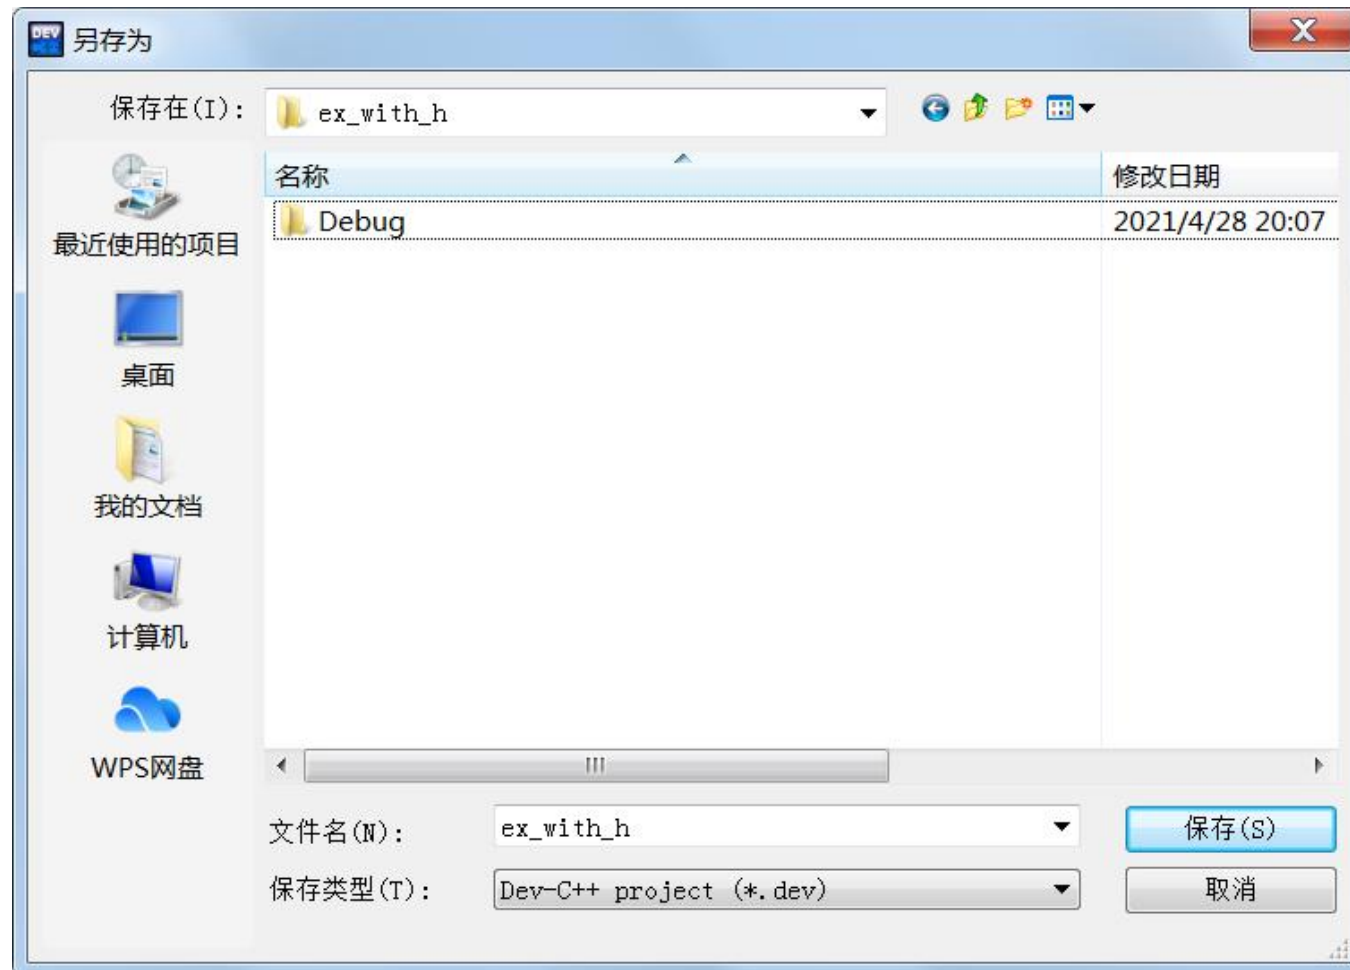 DEV
另存为
保存在(I):
ex_with_h
名称
修改日期
Debug
2021/4/28 20:07
最近使用的项目
桌面
我的文档
计算机
WPS网盘
文件名(N):
ex_with_h
保存(S)
保存类型(T):
Dev-C++ project (*.dev)
取消